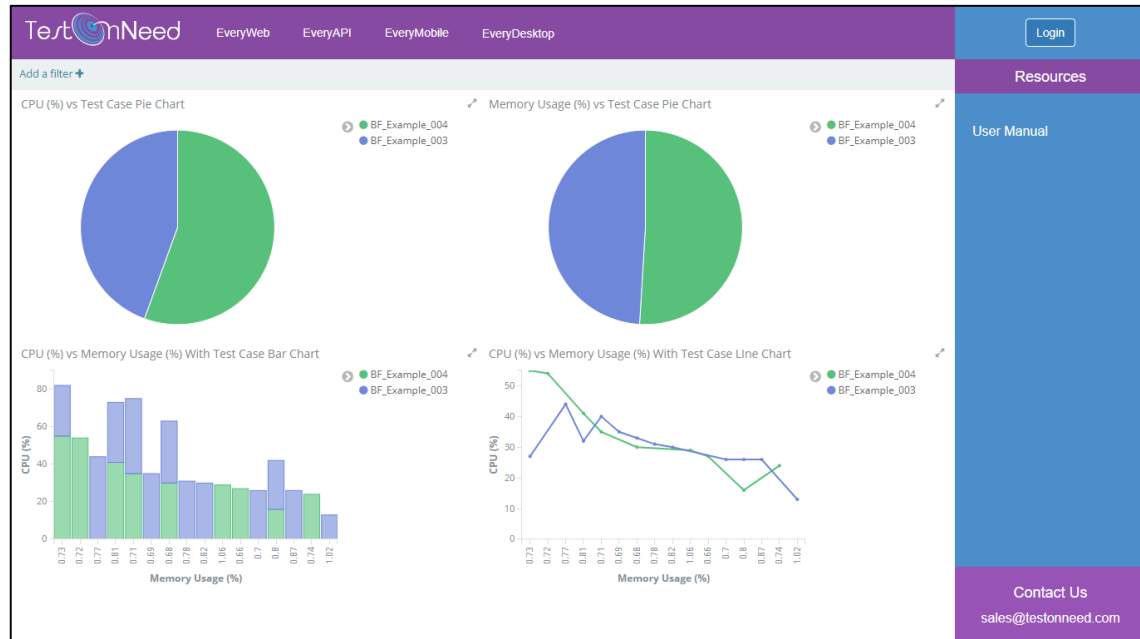 TestOnNeed EveryWeb EveryAPI EveryMobile EveryDesktop Login
Add a filter +
Resources
User Manual
CPU (%) vs Test Case Pie Chart
BF_Example_004
BF_Example_003
Memory Usage (%) vs Test Case Pie Chart
BF_Example_004
BF_Example_003
CPU (%) vs Memory Usage (%) With Test Case Bar Chart
BF_Example_004
BF_Example_003
80
60
40
20
0
CPU (%)
0.73 0.72 0.77 0.81 0.71 0.69 0.68 0.78 0.82 1.06 0.66 0.7 0.8 0.87 0.74 1.02
Memory Usage (%)
CPU (%) vs Memory Usage (%) With Test Case LIne Chart
BF_Example_004
BF_Example_003
50
40
30
20
10
0
CPU (%)
0.73 0.72 0.77 0.81 0.71 0.69 0.68 0.78 0.82 1.06 0.66 0.7 0.8 0.87 0.74 1.02
Memory Usage (%)
Contact Us
sales@testonneed.com